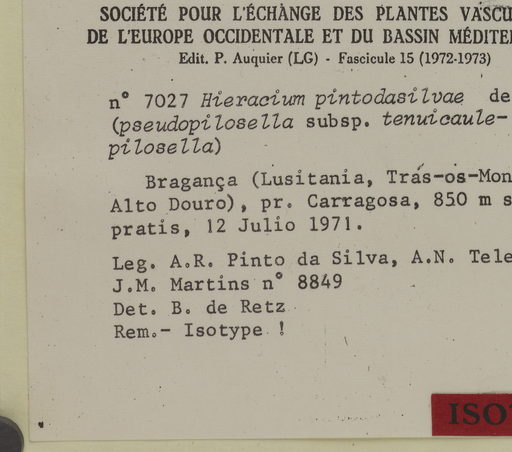 SOCIÉTÉ POUR L'ÉCHANGE DES PLANTES VASCU
DE L'EUROPE OCCIDENTALE ET DU BASSIN MÉDITE
Edit. P. Auquier (LG) - Fascicule 15 (1972-1973)
n° 7027 Hieracium pintodasilvae de
(pseudopilosella subsp. tenuicaule-
pilosella)
Bragança (Lusitania, Trás-os-Mon
Alto Douro), pr. Carragosa, 850 m s
pratis, 12 Julio 1971.
Leg. A.R. Pinto da Silva, A.N. Tele
J.M. Martins n° 8849
Det. B. de Retz
Rem.- Isotype !
ISO